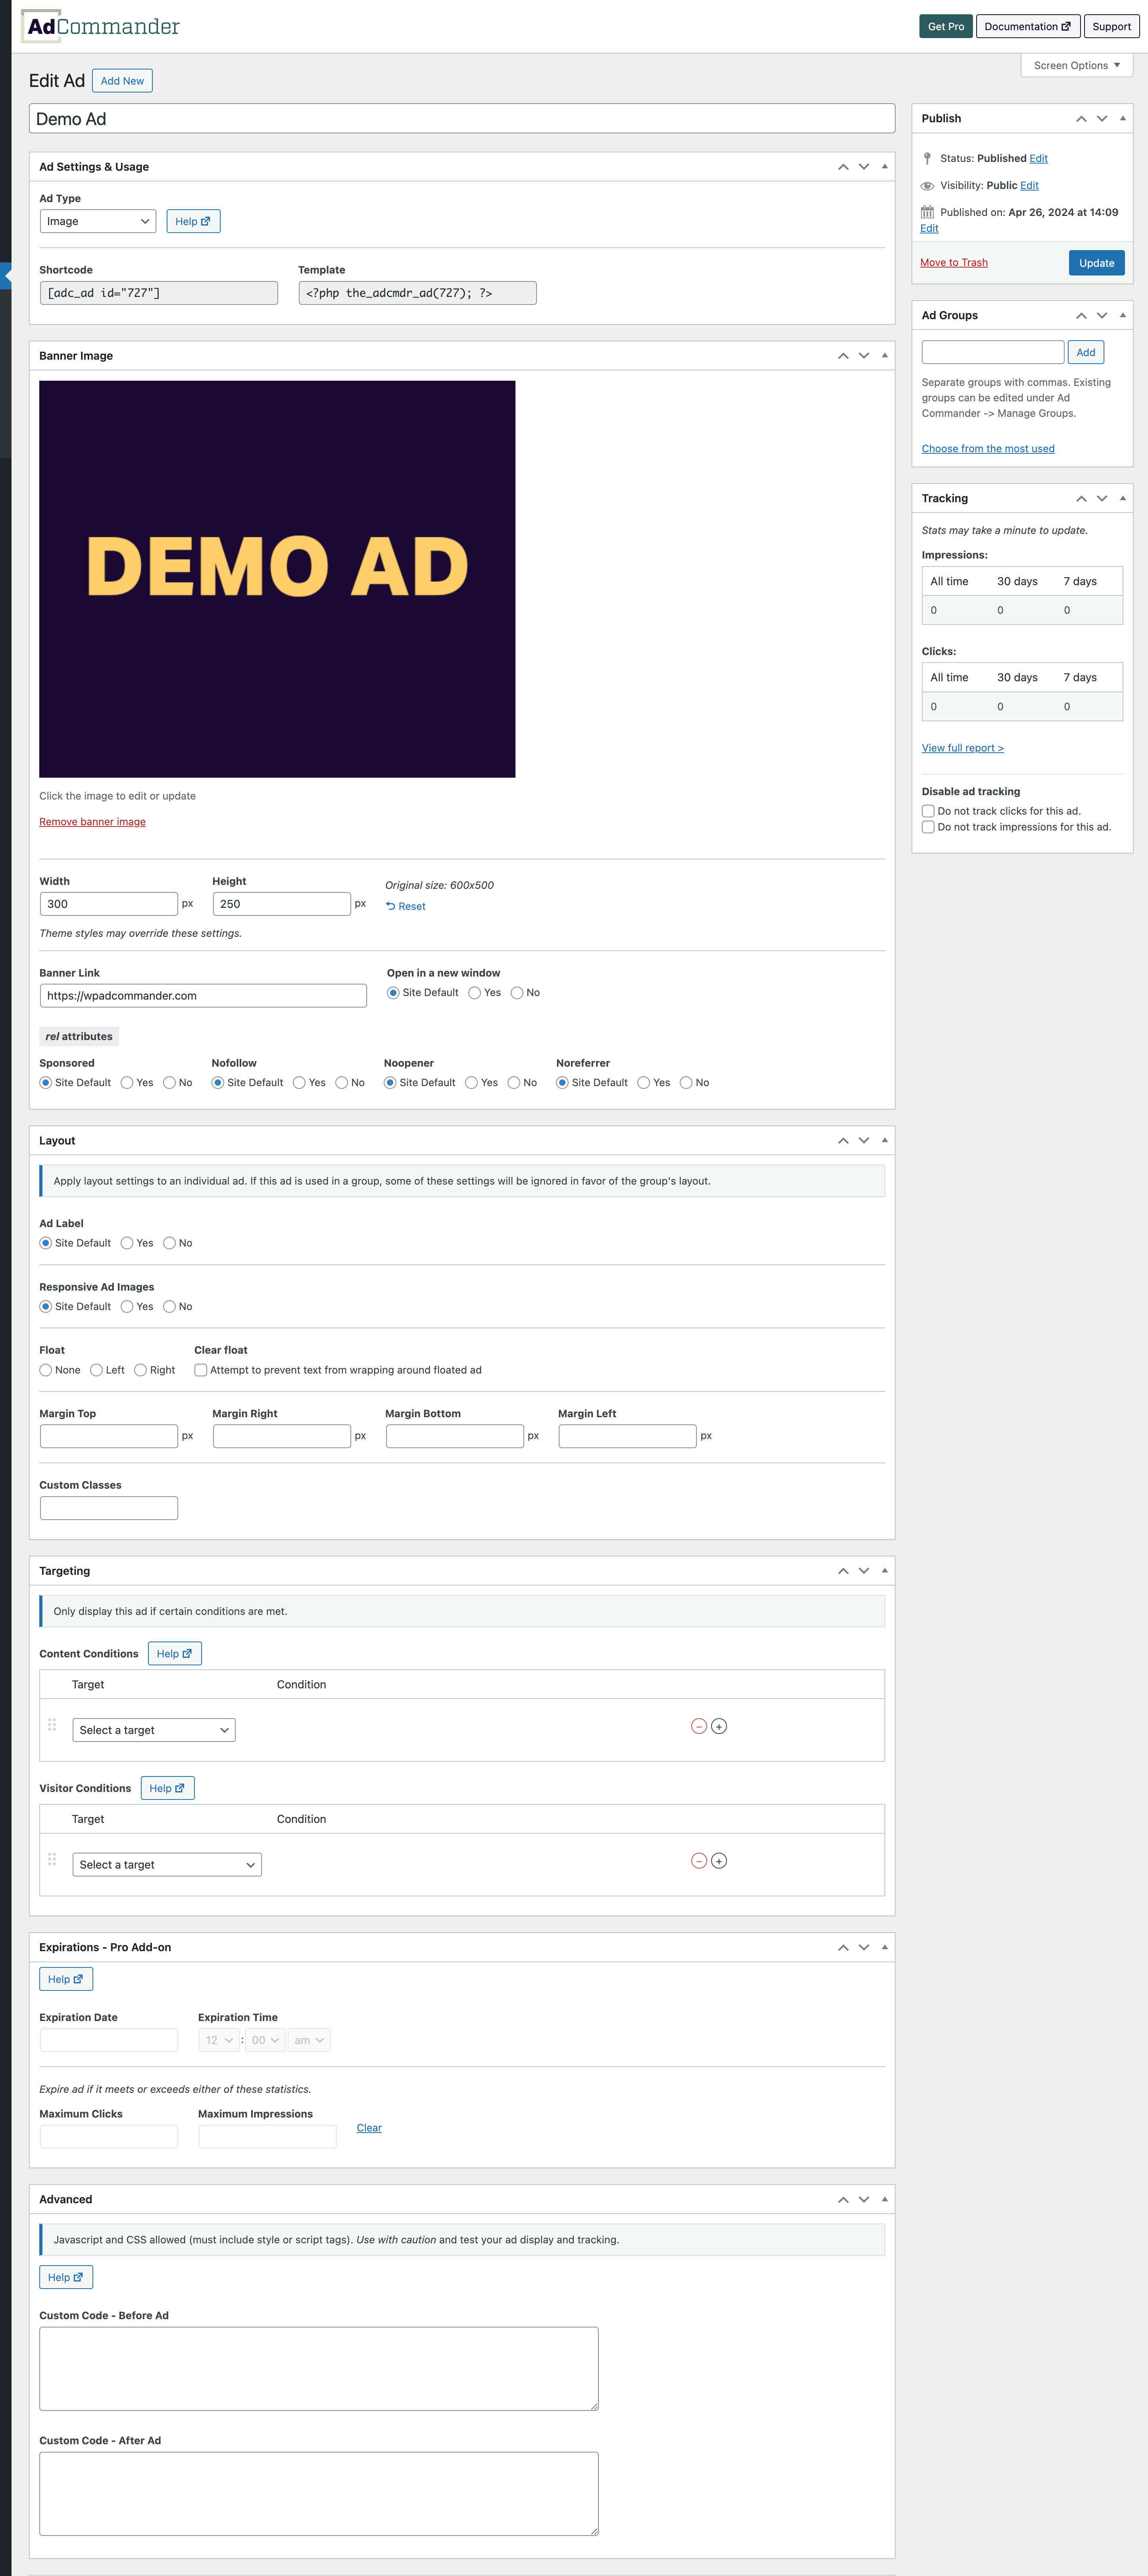 AdCommander
Get Pro
Documentation
Support
Screen Options
Edit Ad
Add New
Demo Ad
Ad Settings & Usage
Ad Type
Image
Help
Shortcode
Template
[adc_ad id="727"]
<?php the_adcmdr_ad(727); ?>
Banner Image
DEMO AD
Click the image to edit or update
Remove banner image
Width
Height
Original size: 600x500
300 px
250 px
Reset
Theme styles may override these settings.
Banner Link
Open in a new window
https://wpadcommander.com
Site Default Yes No
rel attributes
Sponsored
Nofollow
Noopener
Noreferrer
Site Default Yes No
Site Default Yes No
Site Default Yes No
Site Default Yes No
Layout
Apply layout settings to an individual ad. If this ad is used in a group, some of these settings will be ignored in favor of the group's layout.
Ad Label
Site Default Yes No
Responsive Ad Images
Site Default Yes No
Float
Clear float
None Left Right
Attempt to prevent text from wrapping around floated ad
Margin Top
Margin Right
Margin Bottom
Margin Left
px
px
px
px
Custom Classes
Targeting
Only display this ad if certain conditions are met.
Content Conditions
Help
Target
Condition
Select a target
Visitor Conditions
Help
Target
Condition
Select a target
Expirations - Pro Add-on
Help
Expiration Date
Expiration Time
12 : 00 am
Expire ad if it meets or exceeds either of these statistics.
Maximum Clicks
Maximum Impressions
Clear
Advanced
Javascript and CSS allowed (must include style or script tags). Use with caution and test your ad display and tracking.
Help
Custom Code - Before Ad
Custom Code - After Ad
Publish
Status: Published Edit
Visibility: Public Edit
Published on: Apr 26, 2024 at 14:09
Edit
Move to Trash
Update
Ad Groups
Add
Separate groups with commas. Existing
groups can be edited under Ad
Commander -> Manage Groups.
Choose from the most used
Tracking
Stats may take a minute to update.
Impressions:
All time 30 days 7 days
0 0 0
Clicks:
All time 30 days 7 days
0 0 0
View full report >
Disable ad tracking
Do not track clicks for this ad.
Do not track impressions for this ad.